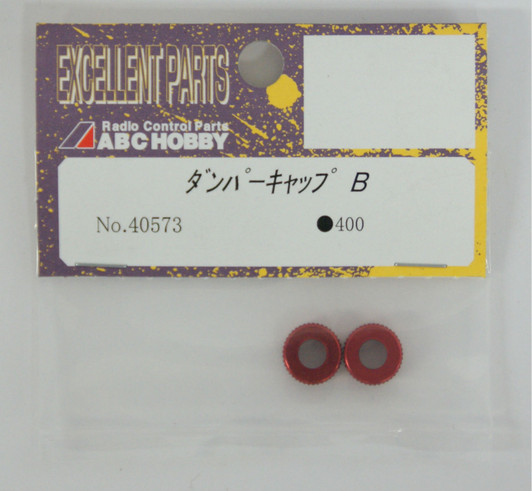 EXCELLENT PARTS
Radio Control Parts
ABC HOBBY
ダンパーキャップ B
No.40573 ●400